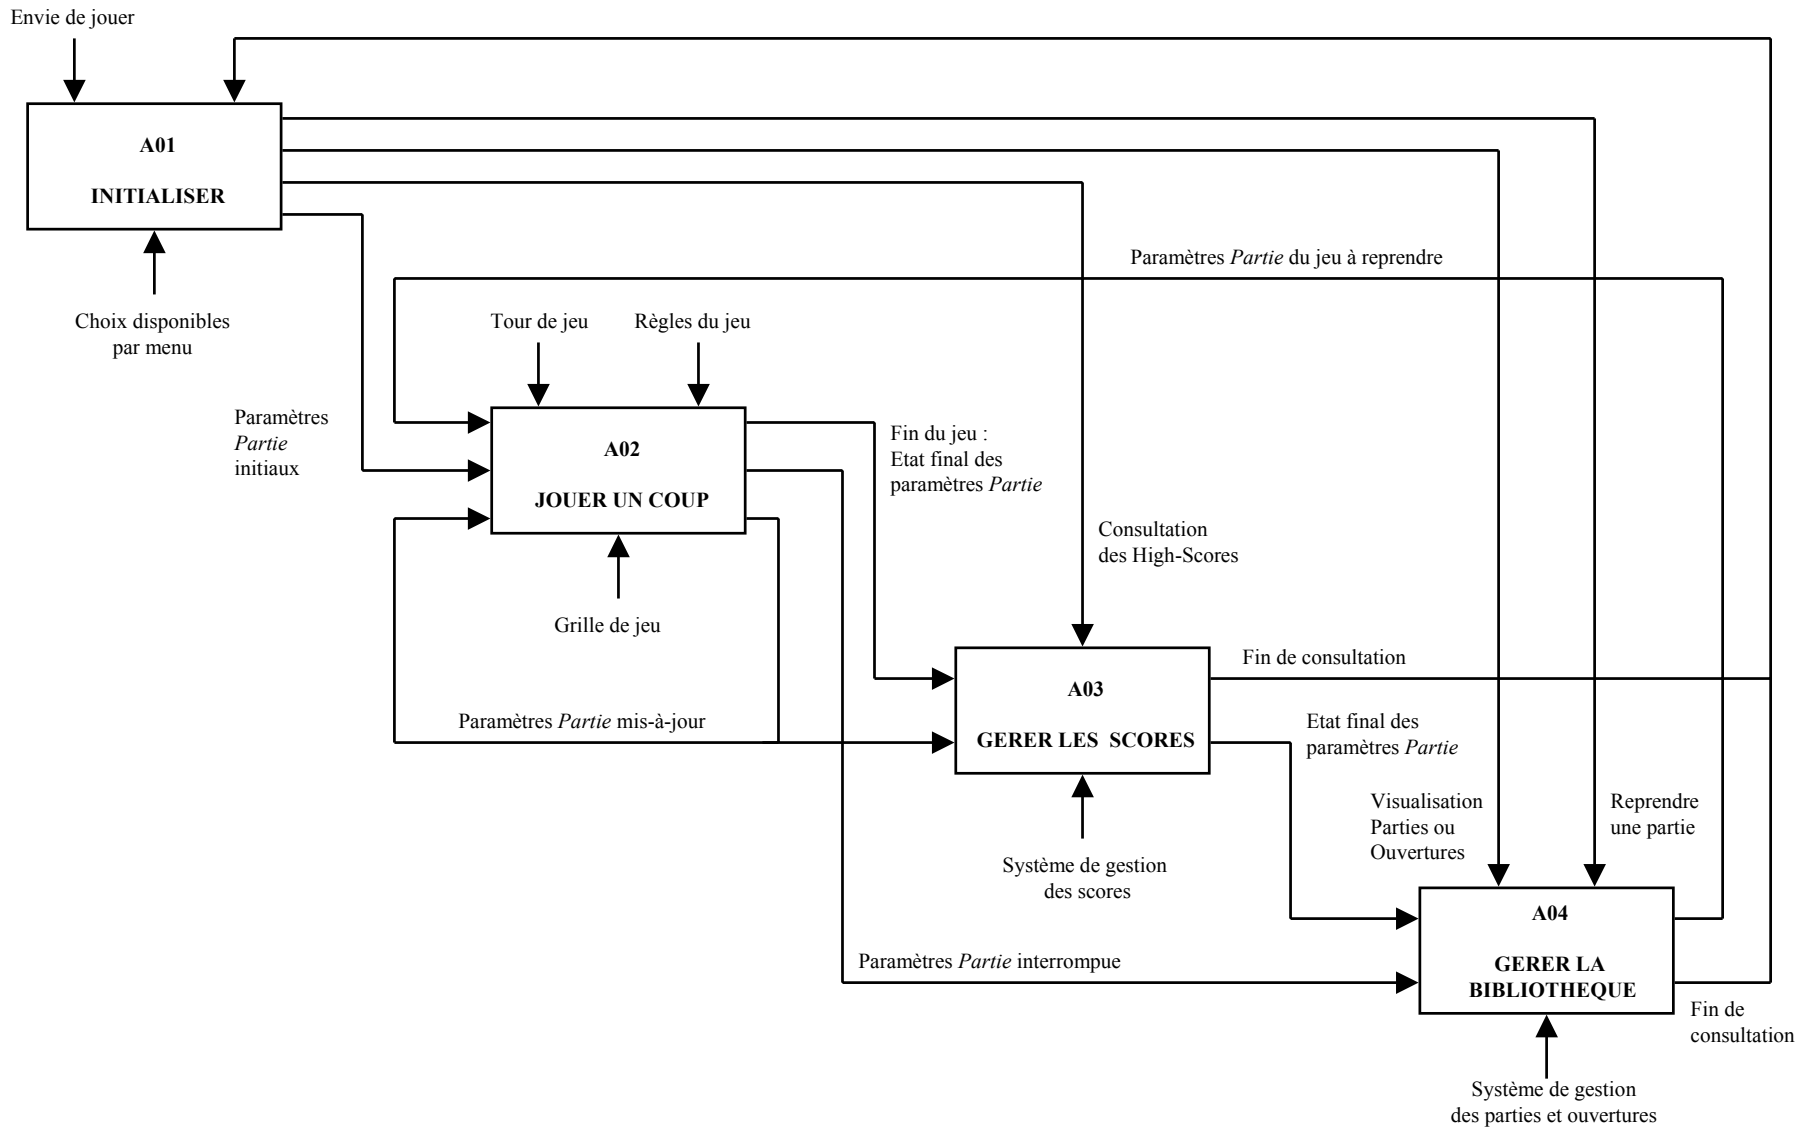 Envie de jouer
A01
INITIALISER
Choix disponibles
par menu
Paramètres Partie du jeu à reprendre
Tour de jeu
Règles du jeu
Paramètres
Partie
initiaux
A02
JOUER UN COUP
Fin du jeu :
Etat final des
paramètres Partie
Grille de jeu
Consultation
des High-Scores
Paramètres Partie mis-à-jour
A03
GERER LES SCORES
Fin de consultation
Etat final des
paramètres Partie
Système de gestion
des scores
Visualisation
Parties ou
Ouvertures
Reprendre
une partie
Paramètres Partie interrompue
A04
GERER LA
BIBLIOTHEQUE
Fin de
consultation
Système de gestion
des parties et ouvertures